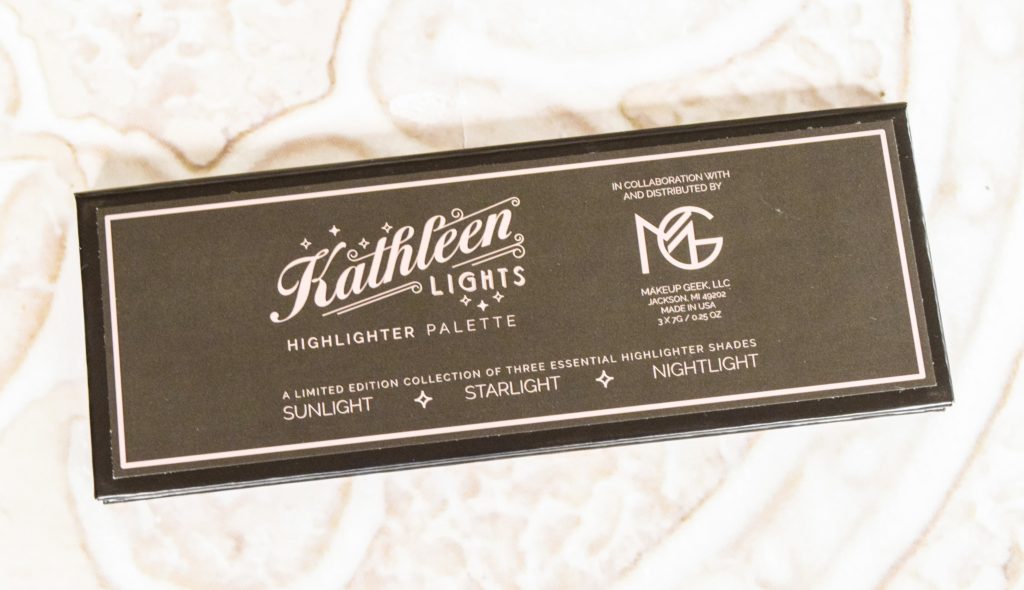 Kathleen
LIGHTS
HIGHLIGHTER PALETTE
IN COLLABORATION WITH
AND DISTRIBUTED BY
MG
MAKEUP GEEK, LLC
JACKSON, MI 49202
MADE IN USA
3 X 7G / 0.25 OZ
A LIMITED EDITION COLLECTION OF THREE ESSENTIAL HIGHLIGHTER SHADES
SUNLIGHT STARLIGHT NIGHTLIGHT